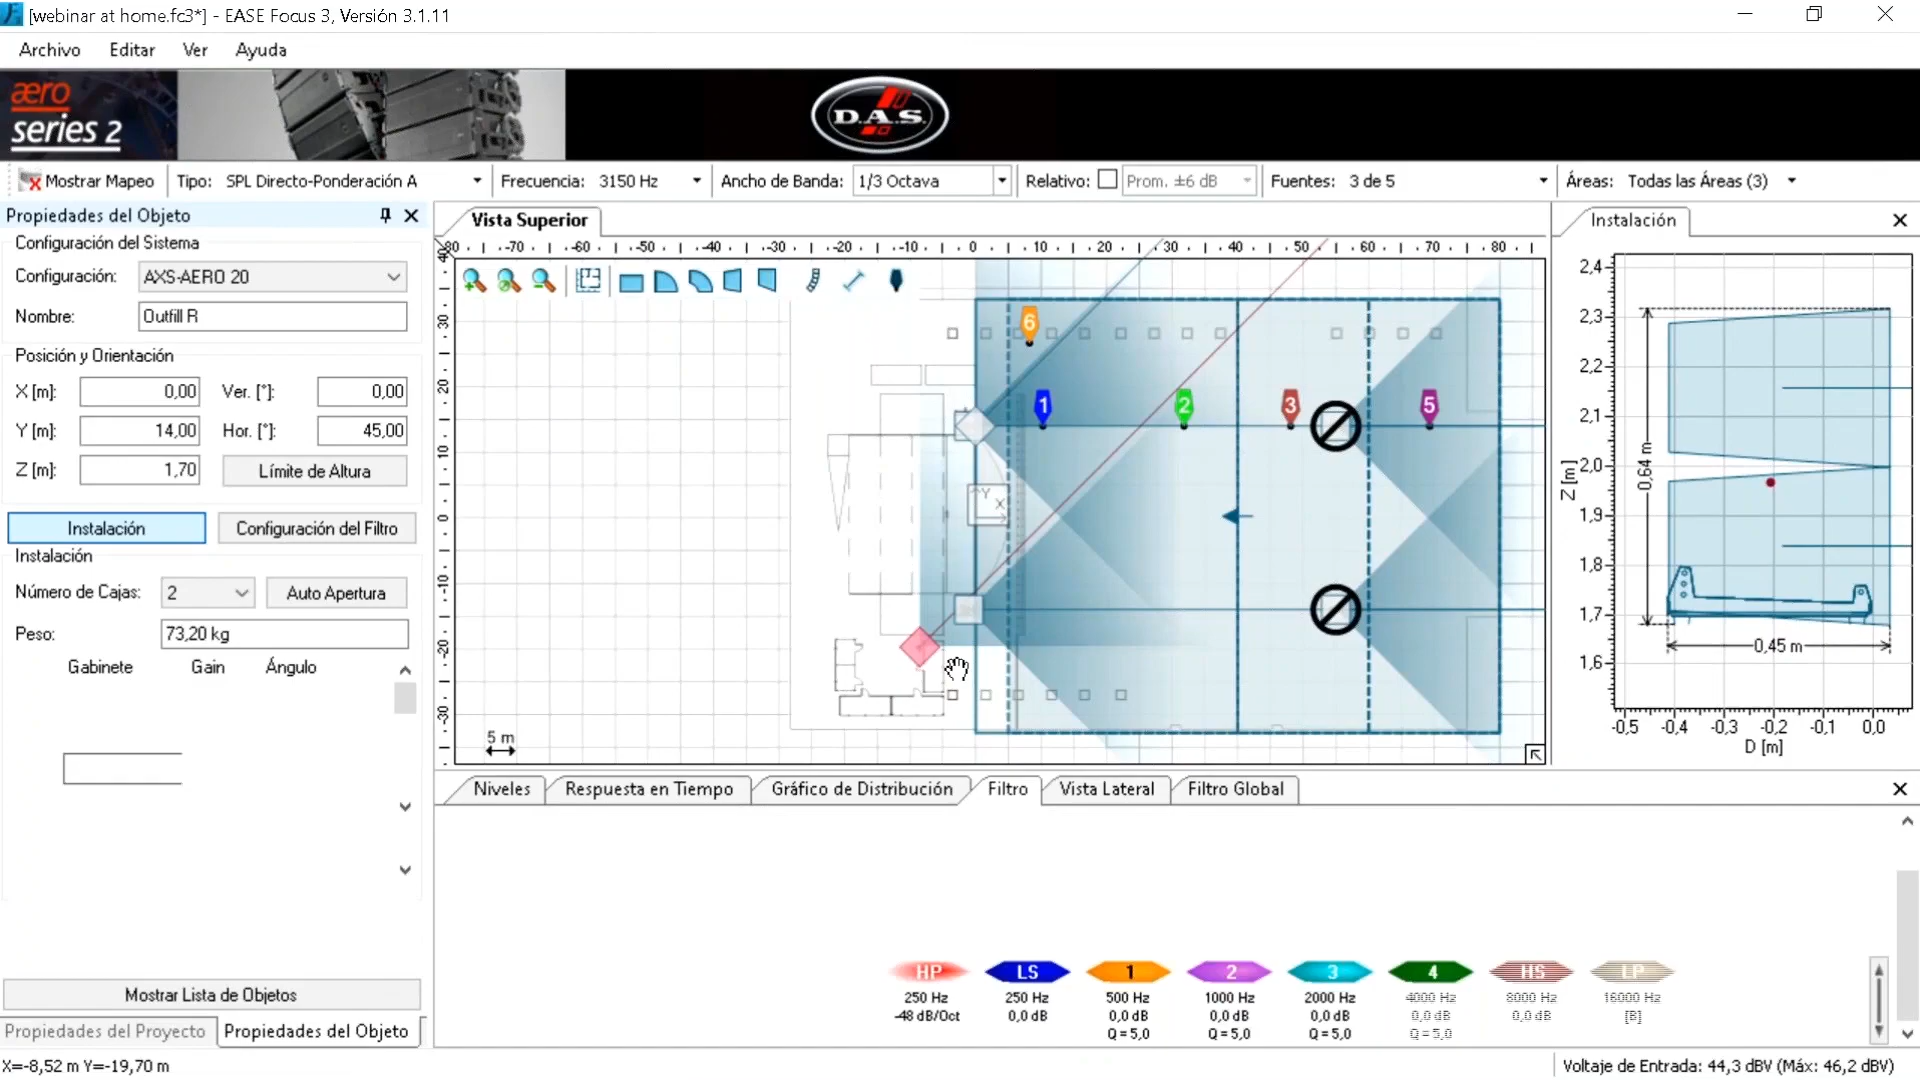 [webinar at home.fc3*] - EASE Focus 3, Versión 3.1.11
Archivo Editar Ver Ayuda
aero
series 2
D.A.S.
Mostrar Mapeo Tipo: SPL Directo-Ponderación A Frecuencia: 3150 Hz Ancho de Banda: 1/3 Octava Relativo: Prom. ±6 dB Fuentes: 3 de 5 Áreas: Todas las Áreas (3)
Propiedades del Objeto
Configuración del Sistema
Configuración: AXS-AERO 20
Nombre: Outfill R
Posición y Orientación
X [m]: 0,00 Ver. [°]: 0,00
Y [m]: 14,00 Hor. [°]: 45,00
Z [m]: 1,70 Límite de Altura
Instalación Configuración del Filtro
Instalación
Número de Cajas: 2 Auto Apertura
Peso: 73,20 kg
Gabinete Gain Ángulo
Mostrar Lista de Objetos
Propiedades del Proyecto Propiedades del Objeto
X=-8,52 m Y=-19,70 m
Vista Superior
-80 -70 -60 -50 -40 -30 -20 -10 0 10 20 30 40 50 60 70 80
40
30
20
10
0
-10
-20
-30
6
1 2 3 5
Y
X
5 m
Instalación
2,4
2,3
2,2
2,1
2,0
1,9
1,8
1,7
1,6
Z [m]
0,64 m
0,45 m
-0,5 -0,4 -0,3 -0,2 -0,1 0,0
D [m]
Niveles Respuesta en Tiempo Gráfico de Distribución Filtro Vista Lateral Filtro Global
HP LS 1 2 3 4 HS LP
250 Hz 250 Hz 500 Hz 1000 Hz 2000 Hz 4000 Hz 8000 Hz 16000 Hz
-48 dB/Oct 0,0 dB 0,0 dB 0,0 dB 0,0 dB 0,0 dB 0,0 dB [B]
Q = 5,0 Q = 5,0 Q = 5,0 Q = 5,0
Voltaje de Entrada: 44,3 dBV (Máx: 46,2 dBV)